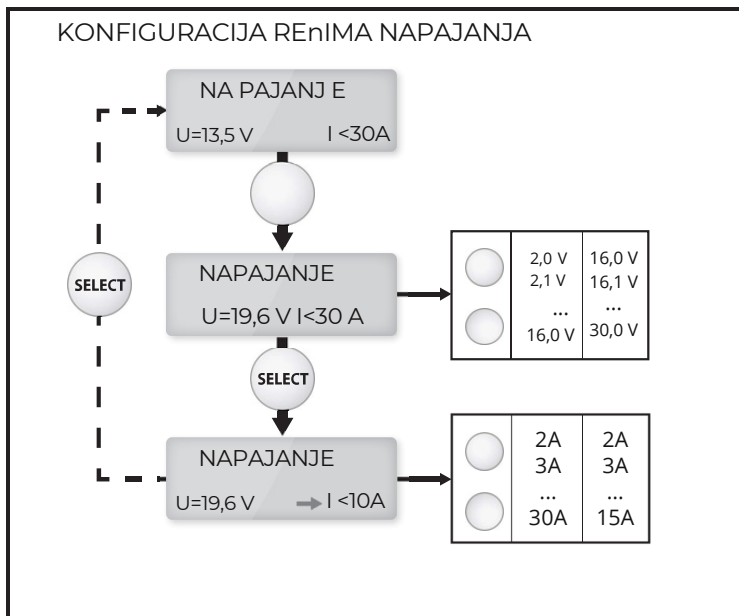 KONFIGURACIJA REnIMA NAPAJANJA
NA PAJANJ E
U=13,5 V I <30A
SELECT
NAPAJANJE
U=19,6 V I<30 A
2,0 V 16,0 V
2,1 V 16,1 V
... ...
16,0 V 30,0 V
SELECT
NAPAJANJE
U=19,6 V → I <10A
2A 2A
3A 3A
... ...
30A 15A